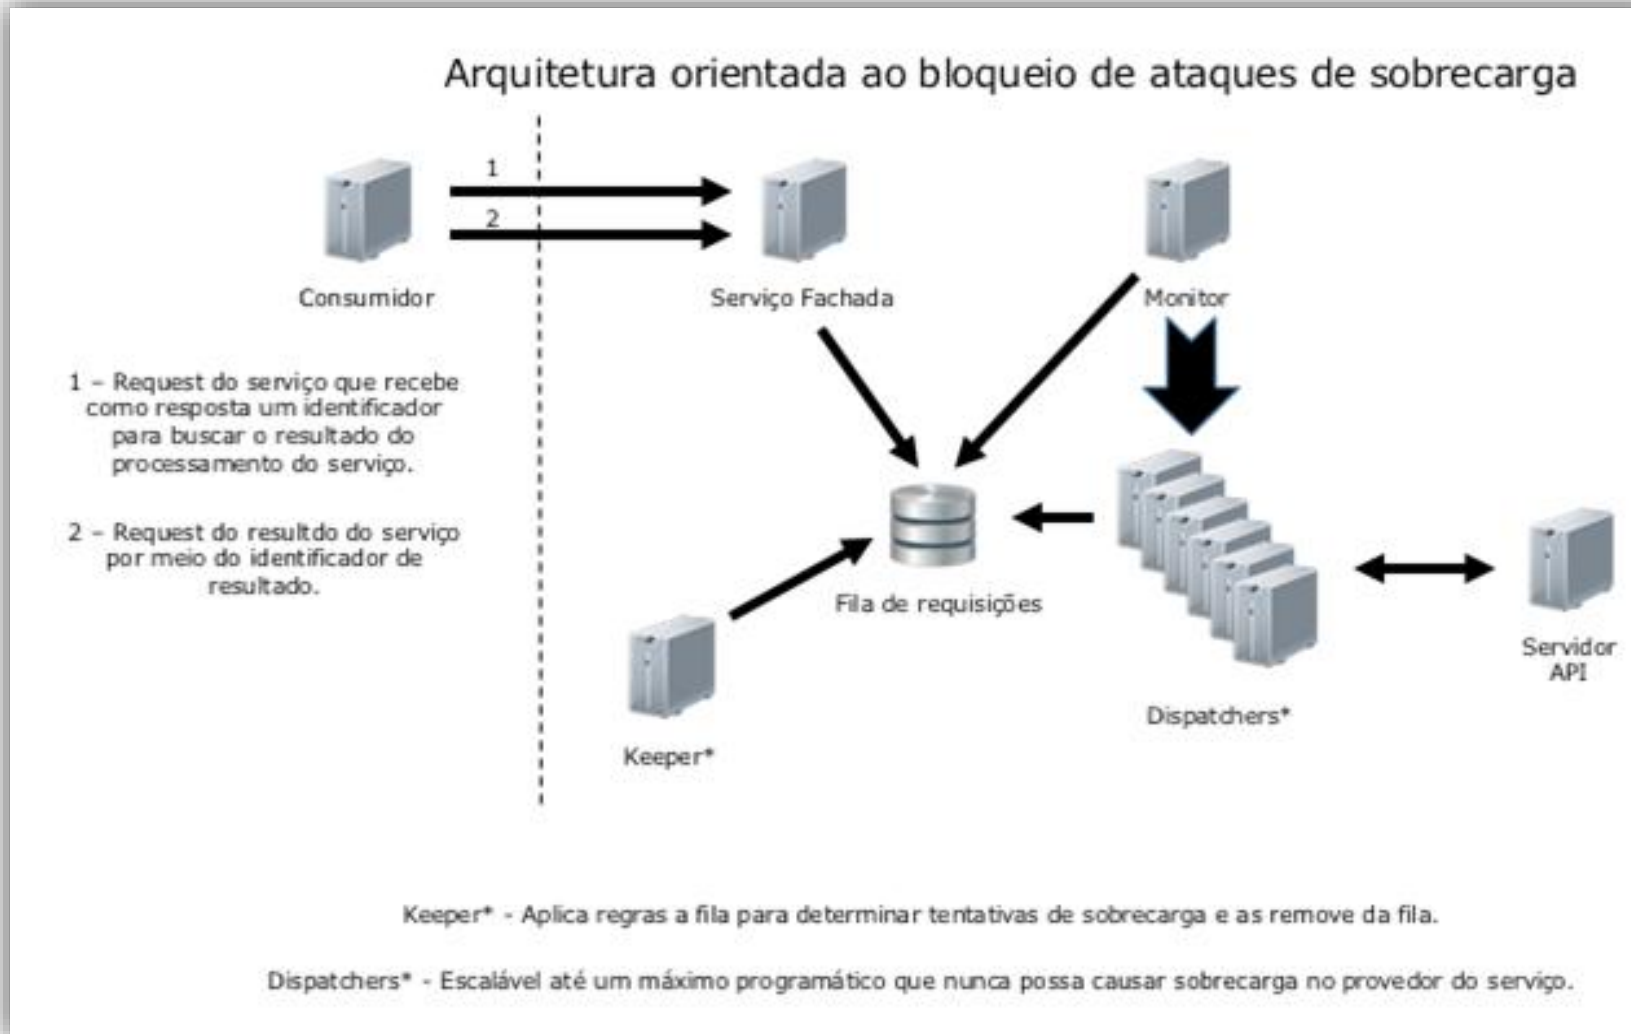 Arquitetura orientada ao bloqueio de ataques de sobrecarga
1
2
Consumidor
Serviço Fachada
Monitor
1 – Request do serviço que recebe
como resposta um identificador
para buscar o resultado do
processamento do serviço.
2 – Request do resultdo do serviço
por meio do identificador de
resultado.
Fila de requisições
Servidor
API
Dispatchers*
Keeper*
Keeper* - Aplica regras a fila para determinar tentativas de sobrecarga e as remove da fila.
Dispatchers* - Escalável até um máximo programático que nunca possa causar sobrecarga no provedor do serviço.